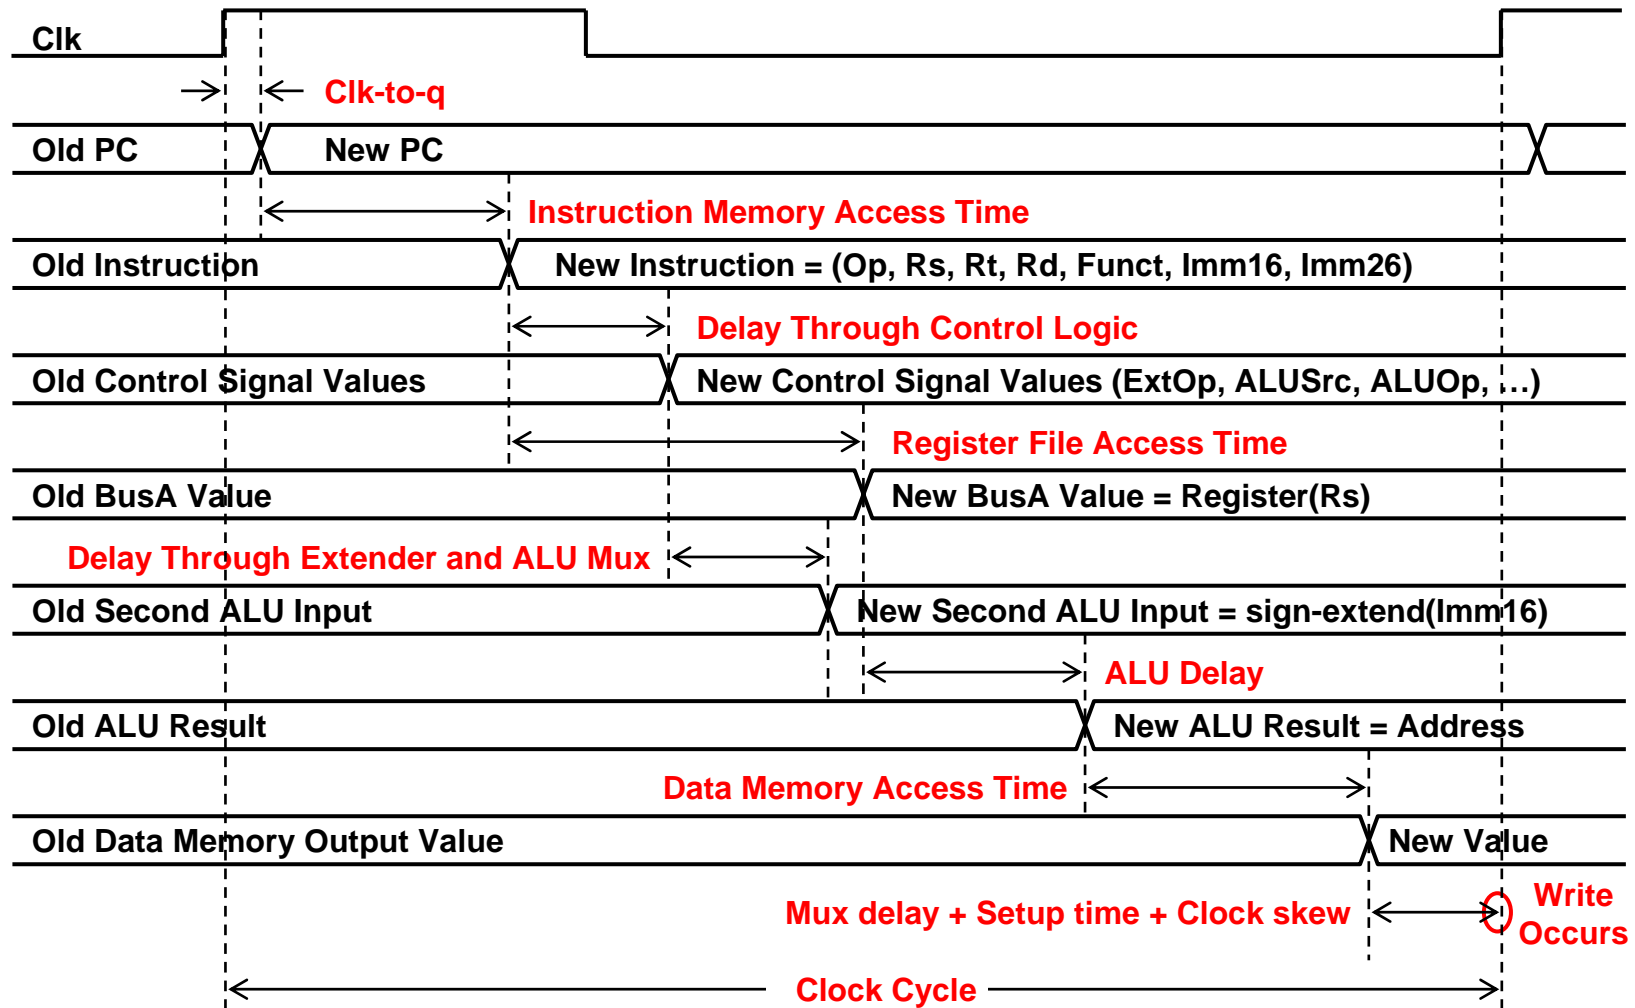 Clk
Clk-to-q
Old PC New PC
Instruction Memory Access Time
Old Instruction New Instruction = (Op, Rs, Rt, Rd, Funct, Imm16, Imm26)
Delay Through Control Logic
Old Control Signal Values New Control Signal Values (ExtOp, ALUSrc, ALUOp, …)
Register File Access Time
Old BusA Value New BusA Value = Register(Rs)
Delay Through Extender and ALU Mux
Old Second ALU Input New Second ALU Input = sign-extend(Imm16)
ALU Delay
Old ALU Result New ALU Result = Address
Data Memory Access Time
Old Data Memory Output Value New Value
Mux delay + Setup time + Clock skew
Write
Occurs
Clock Cycle